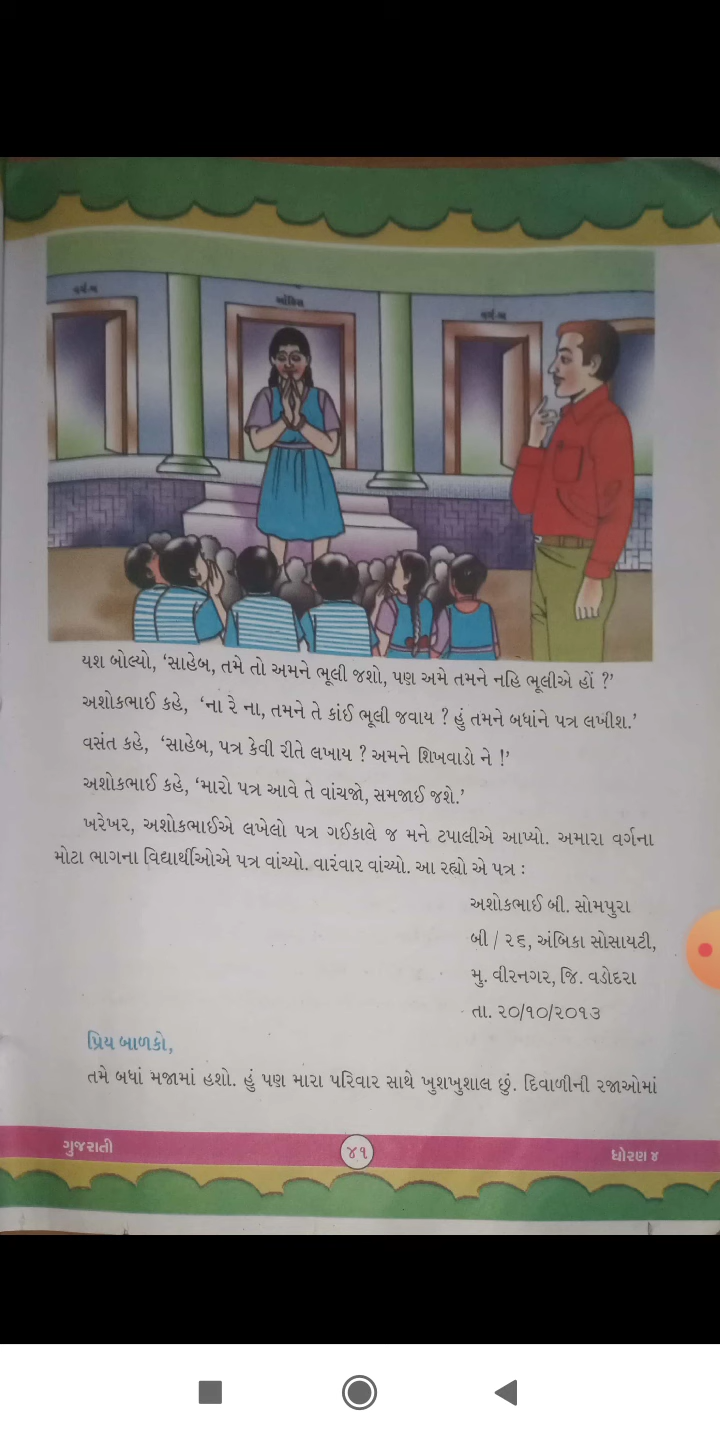 વર્ગ-૫
ઑફિસ
યશ બોલ્યો, ‘સાહેબ, તમે તો અમને ભૂલી જશો, પણ અમે તમને નહિ ભૂલીએ હોં ?’
અશોકભાઈ કહે, ‘ના રે ના, તમને તે કાંઈ ભૂલી જવાય ? હું તમને બધાંને પત્ર લખીશ.’
વસંત કહે, ‘સાહેબ, પત્ર કેવી રીતે લખાય ? અમને શિખવાડો ને !’
અશોકભાઈ કહે, ‘મારો પત્ર આવે તે વાંચજો, સમજાઈ જશે.’
ખરેખર, અશોકભાઈએ લખેલો પત્ર ગઈકાલે જ મને ટપાલીએ આપ્યો. અમારા વર્ગના
મોટા ભાગના વિદ્યાર્થીઓએ પત્ર વાંચ્યો. વારંવાર વાંચ્યો. આ રહ્યો એ પત્ર :
અશોકભાઈ બી. સોમપુરા
બી / ૨૬, અંબિકા સોસાયટી,
મુ. વીરનગર, જિ. વડોદરા
તા. ૨૦/૧૦/૨૦૧૩
પ્રિય બાળકો,
તમે બધાં મજામાં હશો. હું પણ મારા પરિવાર સાથે ખુશખુશાલ છું. દિવાળીની રજાઓમાં
ગુજરાતી
૪૧
ધોરણ ૪